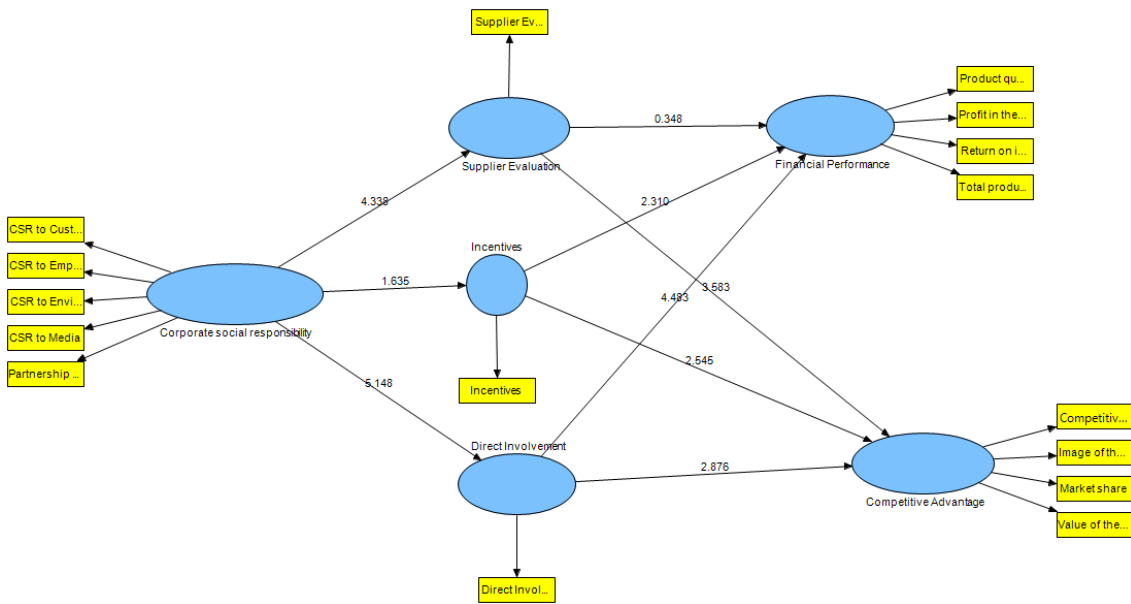 Supplier Ev...
Supplier Evaluation
0.348
Product qu...
Profit in the...
Return on i...
Total produ...
Financial Performance
4.338
2.310
CSR to Cust...
CSR to Emp...
CSR to Envi...
CSR to Media
Partnership ...
Corporate social responsibility
Incentives
1.635
4.483
3.583
Incentives
2.545
5.148
Direct Involvement
2.876
Competitiv...
Image of th...
Market share
Value of the...
Competitive Advantage
Direct Invol...